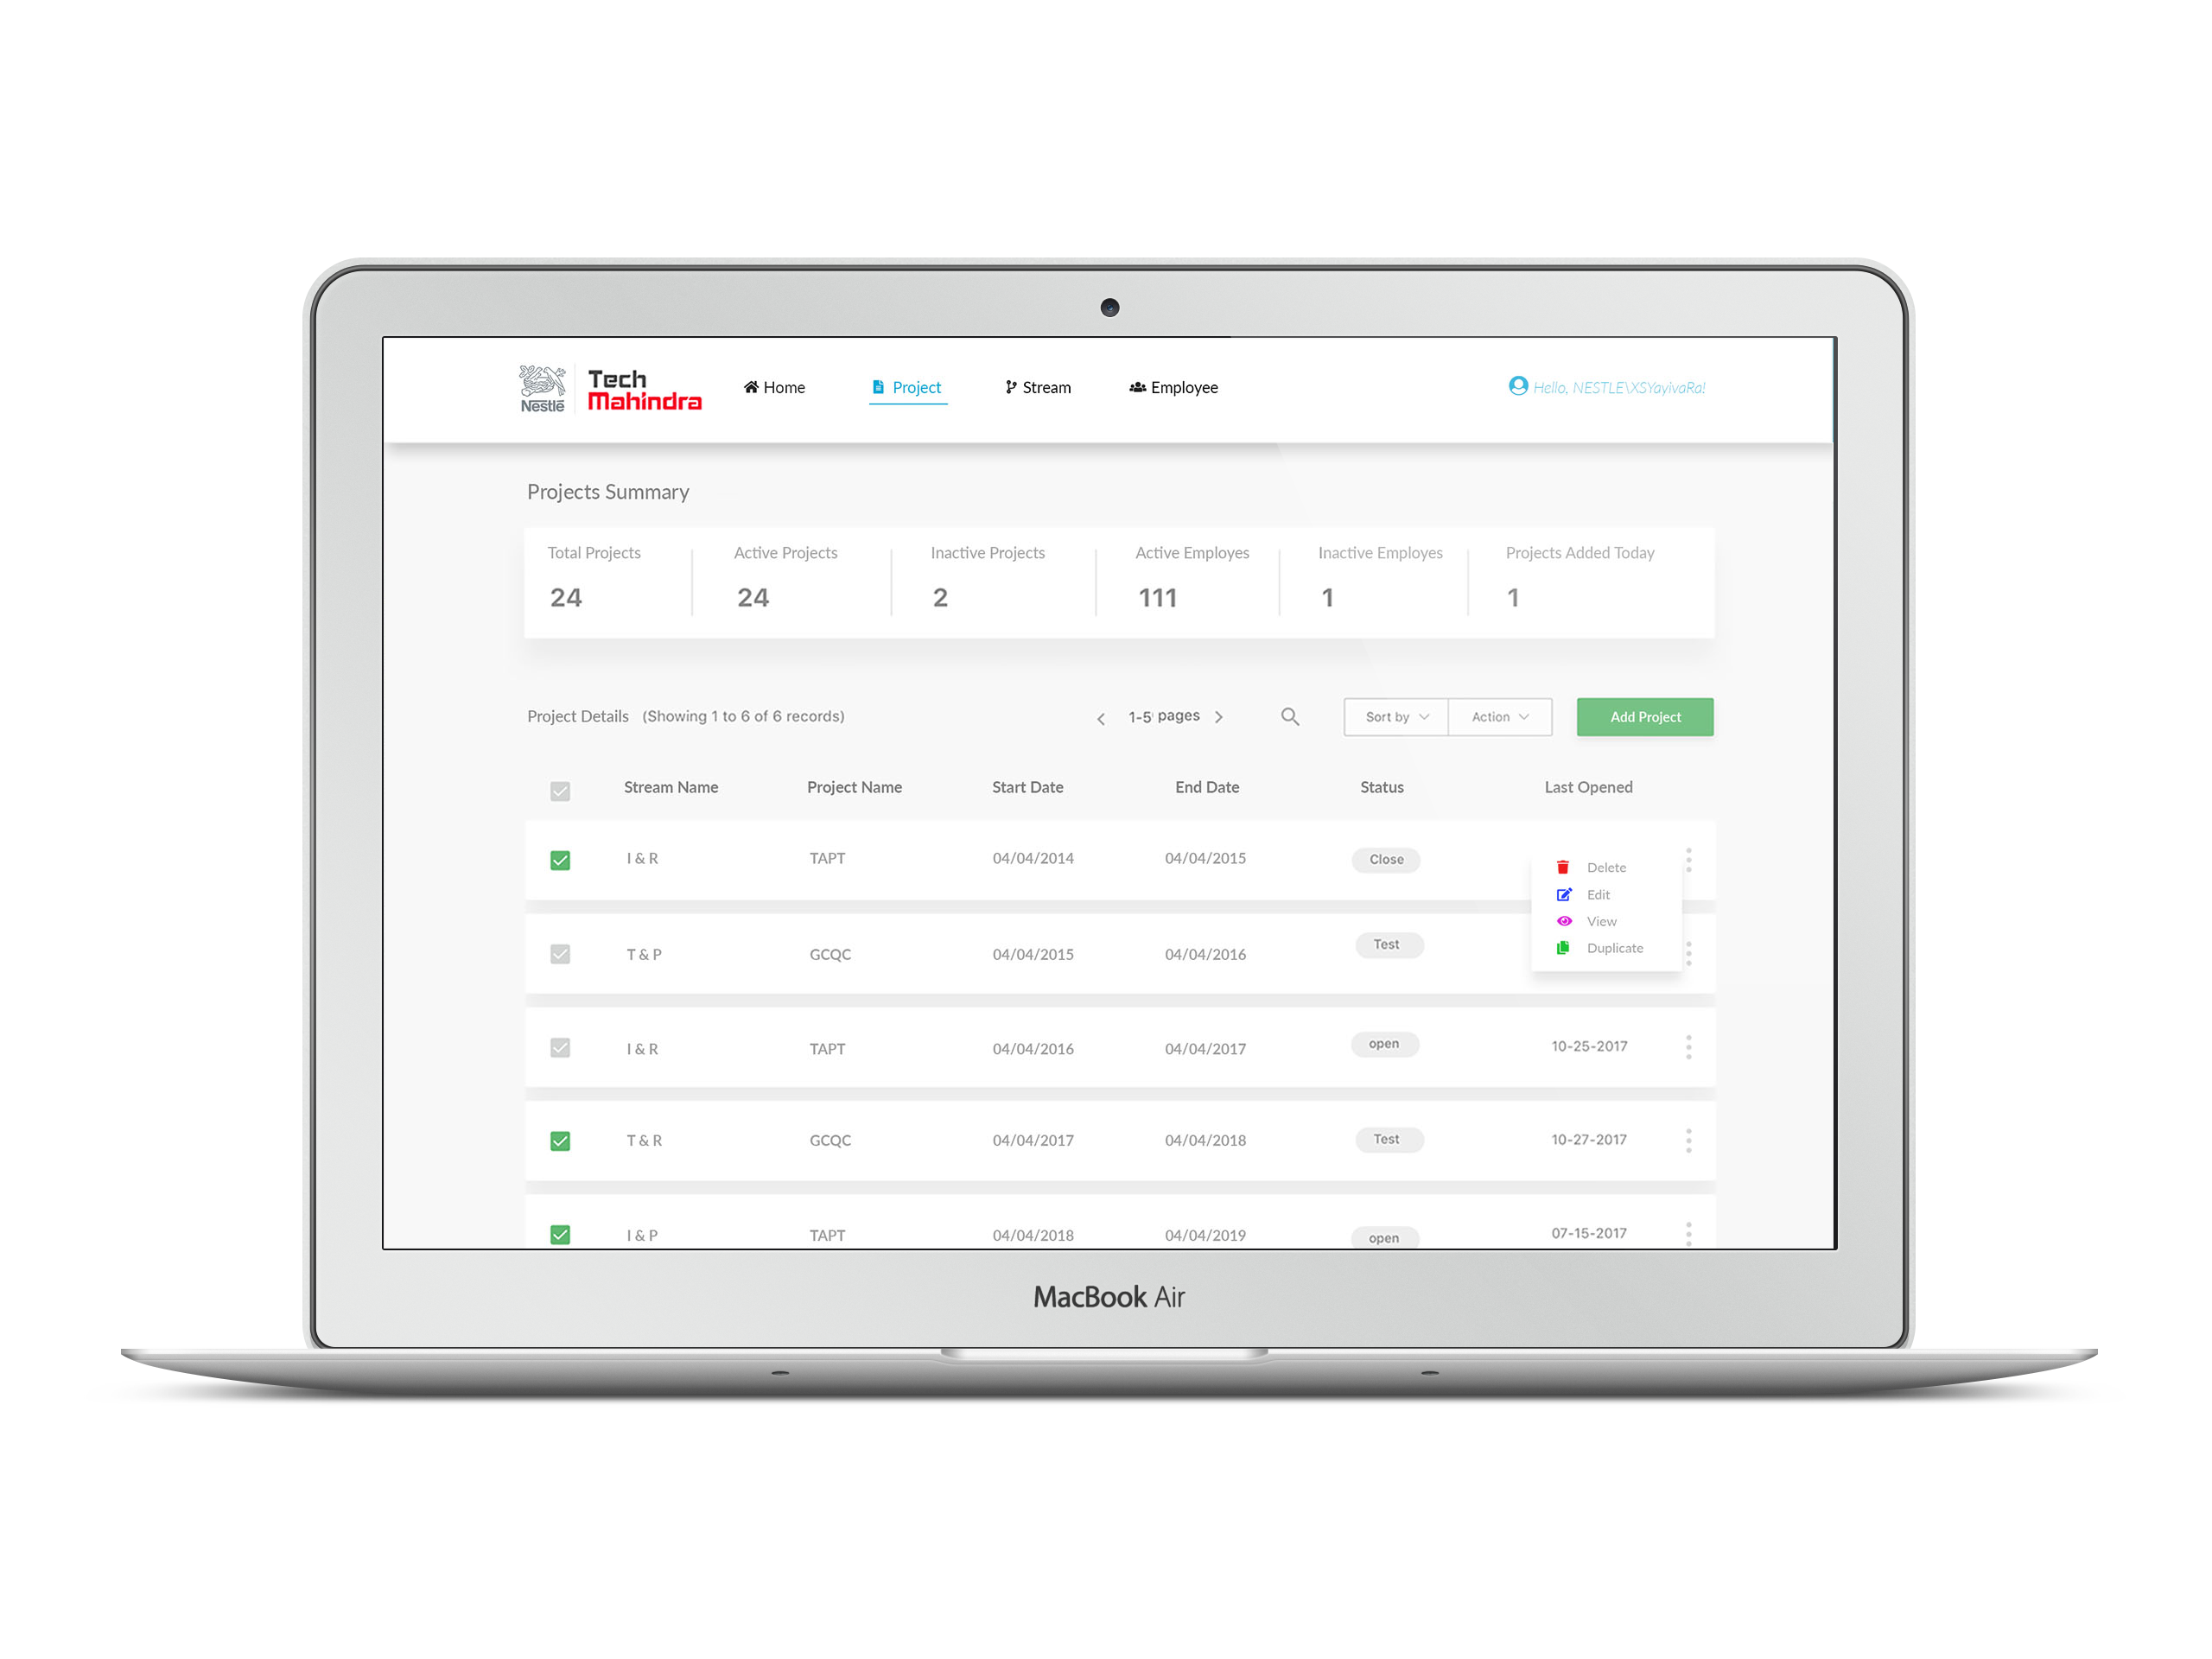 Nestlé
Tech
Mahindra
Home
Project
Stream
Employee
Hello, NESTLE\XSYayivaRa!
Projects Summary
Total Projects
Active Projects
Inactive Projects
Active Employes
Inactive Employes
Projects Added Today
24
24
2
111
1
1
Project Details (Showing 1 to 6 of 6 records)
1-5 pages
Sort by
Action
Add Project
Stream Name Project Name Start Date End Date Status Last Opened
I & R TAPT 04/04/2014 04/04/2015 Close
Delete
Edit
View
Duplicate
T & P GCQC 04/04/2015 04/04/2016 Test
I & R TAPT 04/04/2016 04/04/2017 open 10-25-2017
T & R GCQC 04/04/2017 04/04/2018 Test 10-27-2017
I & P TAPT 04/04/2018 04/04/2019 open 07-15-2017
MacBook Air